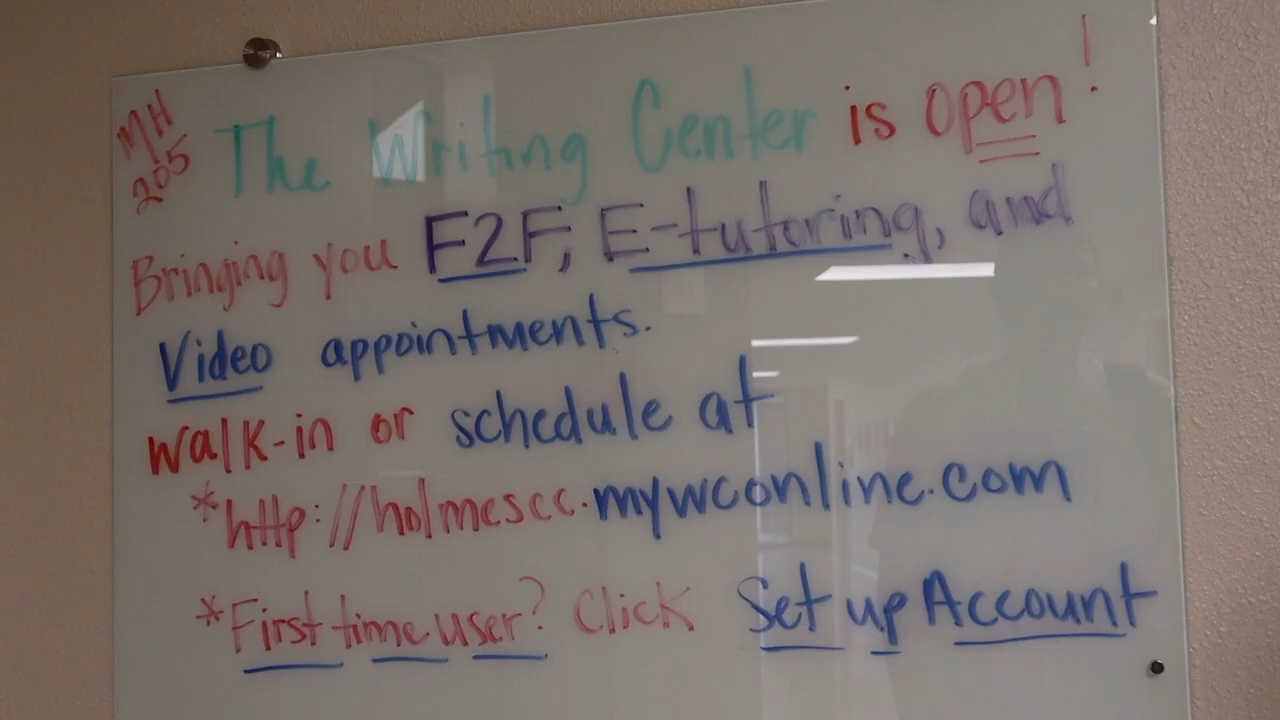 MH
205
The Writing Center is open!
Bringing you F2F, E-tutoring, and
Video appointments.
Walk-in or schedule at
*http://holmescc.mywconline.com
*First time user? Click Set up Account